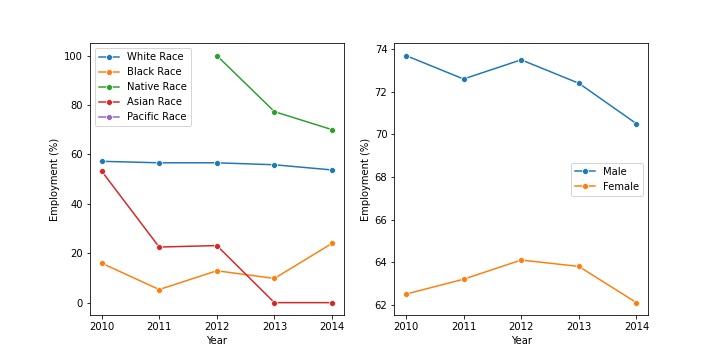 White Race
Black Race
Native Race
Asian Race
Pacific Race
100
80
60
40
20
0
Employment (%)
2010 2011 2012 2013 2014
Year
Male
Female
74
72
70
68
66
64
62
Employment (%)
2010 2011 2012 2013 2014
Year